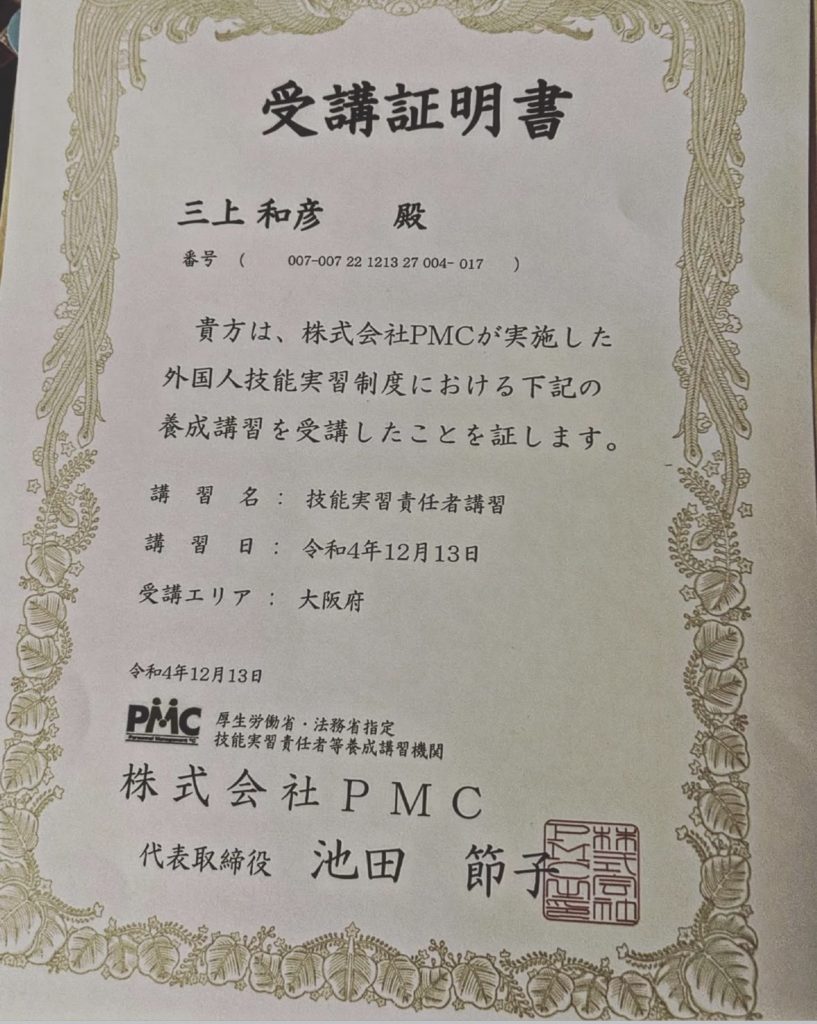 受講証明書
三上 和彦　殿
番号 ( 007-007 22 1213 27 004- 017 )
貴方は、株式会社PMCが実施した
外国人技能実習制度における下記の
養成講習を受講したことを証します。
講習名： 技能実習責任者講習
講習日： 令和4年12月13日
受講エリア： 大阪府
令和4年12月13日
PMC
厚生労働省・法務省指定
技能実習責任者等養成講習機関
株式会社PMC
代表取締役 池田 節子
株式会社